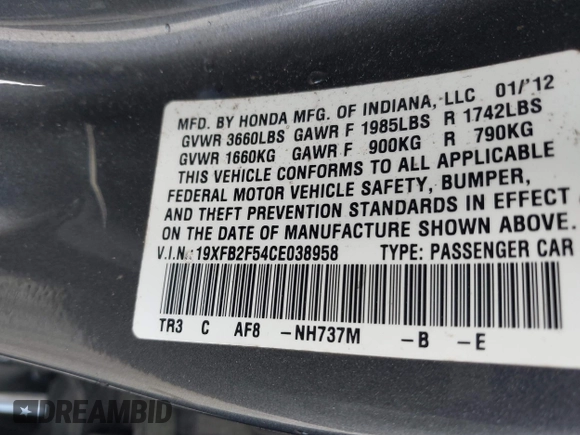 MFD. BY HONDA MFG. OF INDIANA, LLC 01/'12
GVWR 3660LBS GAWR F 1985LBS R 1742LBS
GVWR 1660KG GAWR F 900KG R 790KG
THIS VEHICLE CONFORMS TO ALL APPLICABLE
FEDERAL MOTOR VEHICLE SAFETY, BUMPER,
AND THEFT PREVENTION STANDARDS IN EFFECT
ON THE DATE OF MANUFACTURE SHOWN ABOVE.
V.I.N.:19XFB2F54CE038958 TYPE: PASSENGER CAR
TR3 C AF8 -NH737M -B -E
DREAMBID